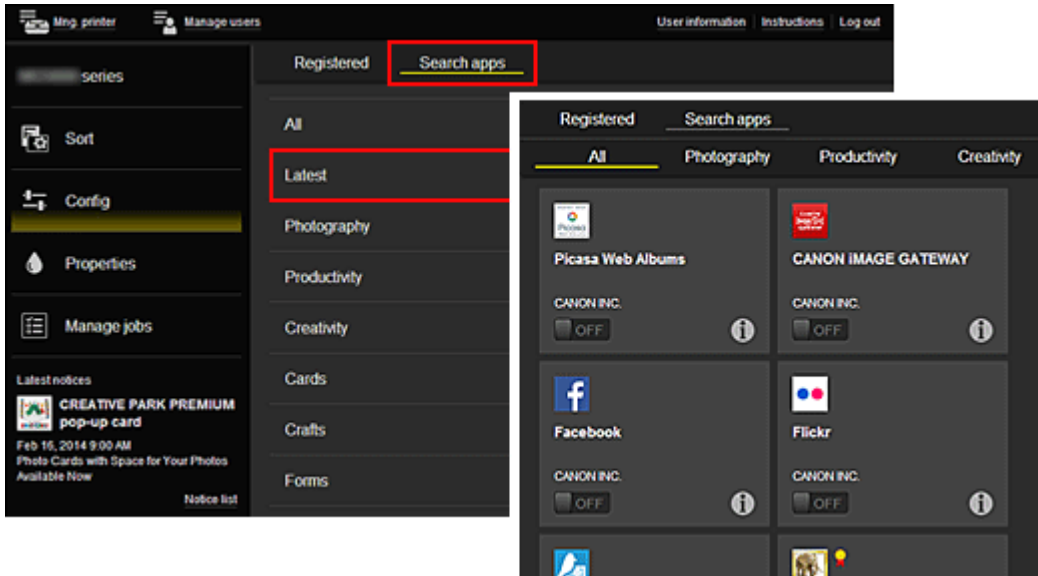 Mng. printer
Manage users
User information
Instructions
Log out
series
Sort
Config
Properties
Manage jobs
Latest notices
CREATIVE PARK PREMIUM
pop-up card
Feb 16, 2014 9:00 AM
Photo Cards with Space for Your Photos
Available Now
Notice list
Registered
Search apps
All
Latest
Photography
Productivity
Creativity
Cards
Crafts
Forms
Registered
Search apps
All
Photography
Productivity
Creativity
Picasa
Picasa Web Albums
CANON INC.
OFF
CANON iMAGE GATEWAY
CANON INC.
OFF
Facebook
CANON INC.
OFF
Flickr
CANON INC.
OFF